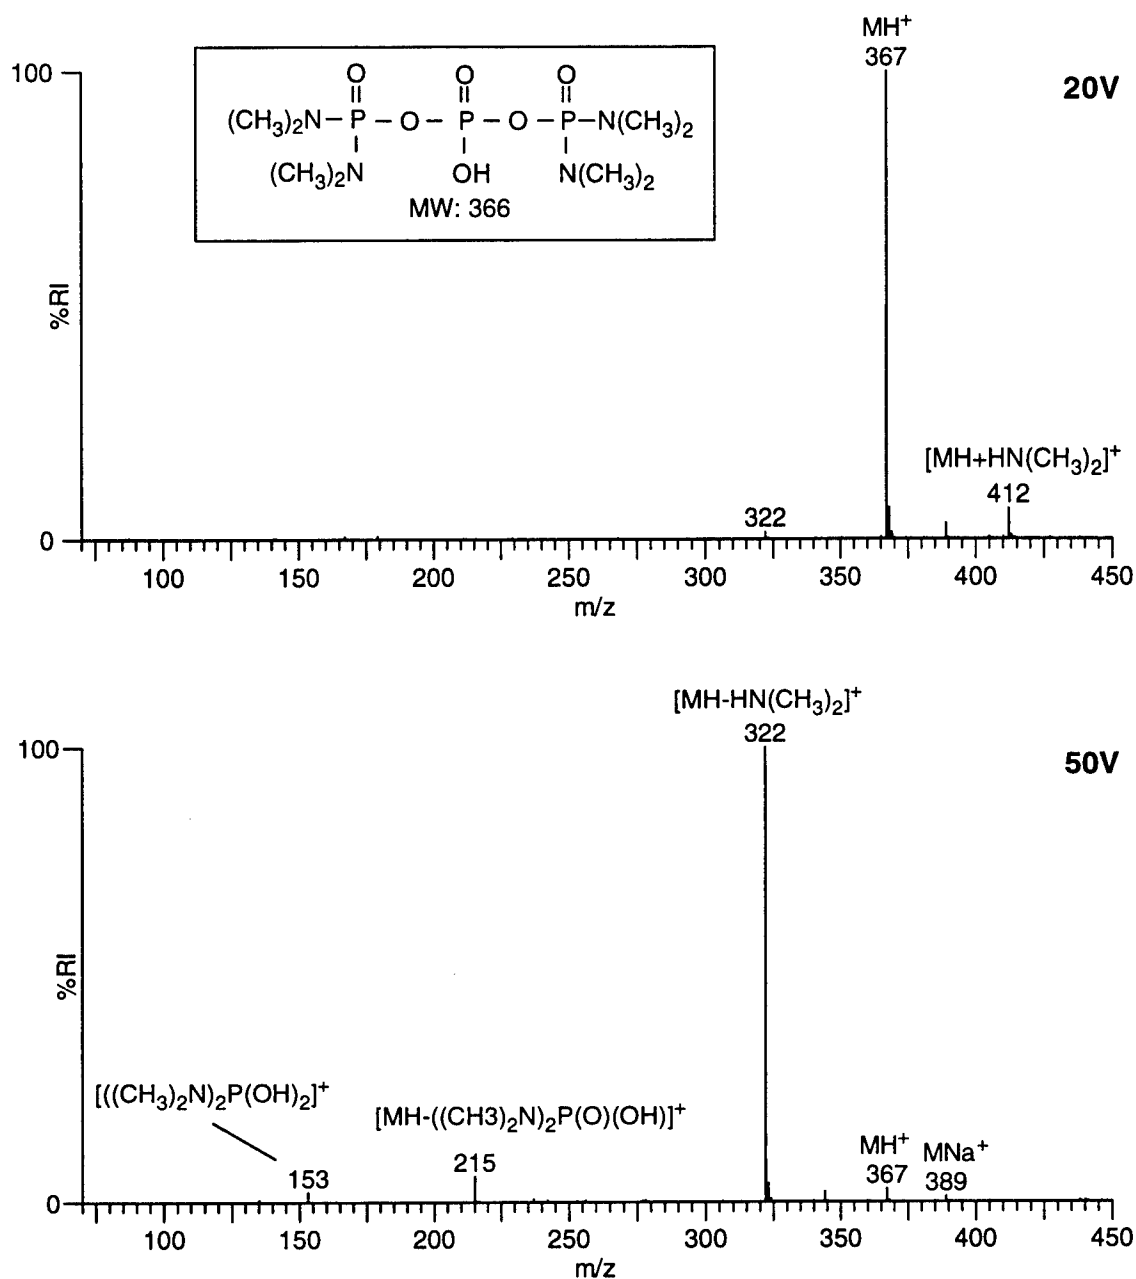 MH+
367
100
20V
O O O
|| || ||
(CH3)2N–P–O–P–O–P–N(CH3)2
(CH3)2N OH N(CH3)2
MW: 366
%RI
[MH+HN(CH3)2]+
412
322
0
100 150 200 250 300 350 400 450
m/z
[MH-HN(CH3)2]+
322
100
50V
%RI
[((CH3)2N)2P(OH)2]+
[MH-((CH3)2N)2P(O)(OH)]+
153
215
MH+
367
MNa+
389
0
100 150 200 250 300 350 400 450
m/z